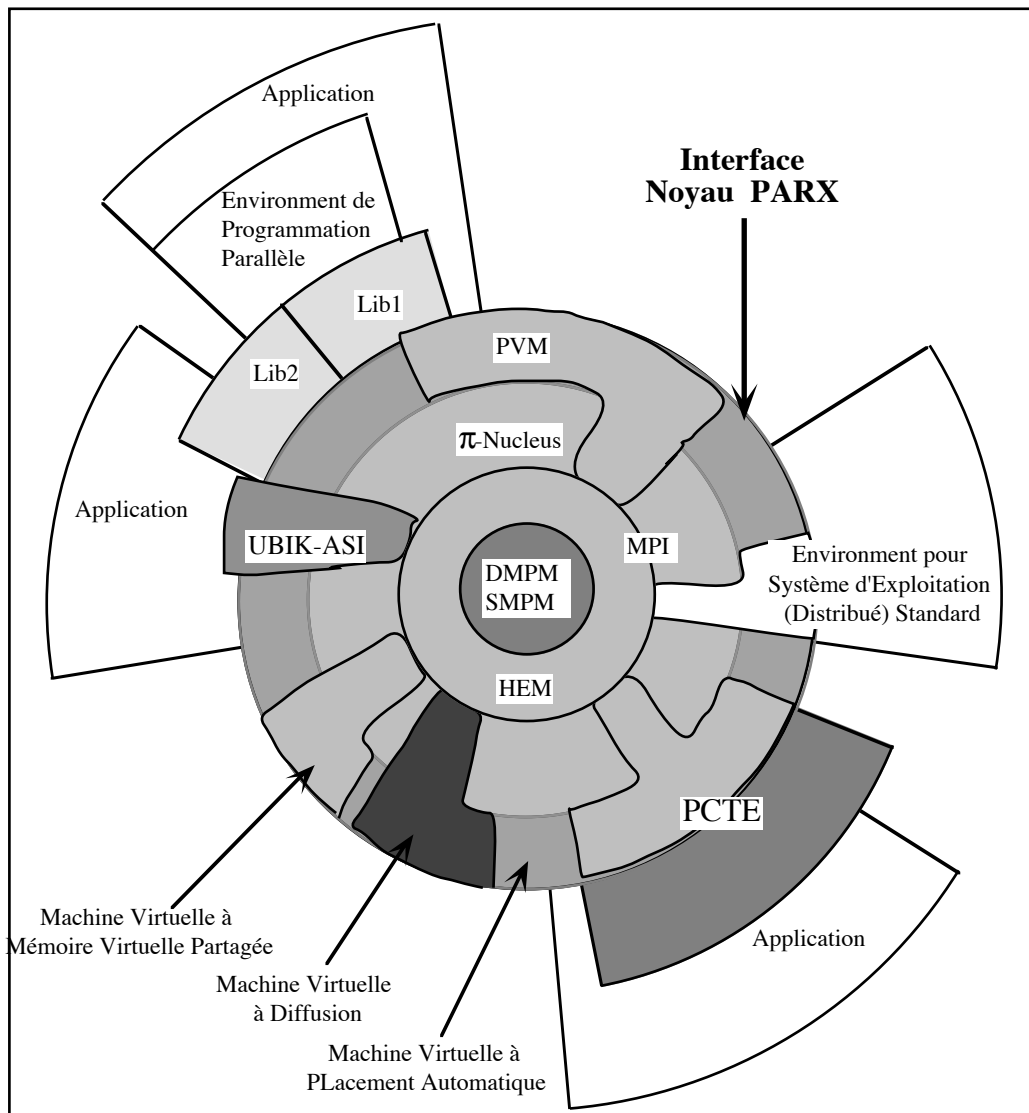 Application
Interface
Noyau PARX
Environment de
Programmation
Parallèle
Lib1
PVM
Lib2
π-Nucleus
Application
UBIK-ASI
MPI
DMPM
SMPM
Environment pour
Système d'Exploitation
(Distribué) Standard
HEM
PCTE
Machine Virtuelle à
Mémoire Virtuelle Partagée
Application
Machine Virtuelle
à Diffusion
Machine Virtuelle à
PLacement Automatique